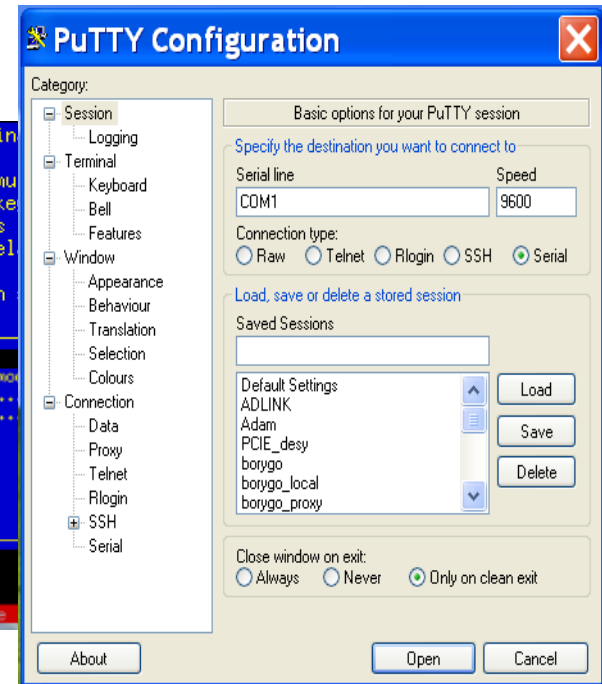 PuTTY Configuration
Category:
Session
Logging
Terminal
Keyboard
Bell
Features
Window
Appearance
Behaviour
Translation
Selection
Colours
Connection
Data
Proxy
Telnet
Rlogin
SSH
Serial
Basic options for your PuTTY session
Specify the destination you want to connect to
Serial line Speed
COM1 9600
Connection type:
Raw Telnet Rlogin SSH Serial
Load, save or delete a stored session
Saved Sessions
Default Settings
ADLINK
Adam
PCIE_desy
borygo
borygo_local
borygo_proxy
Load
Save
Delete
Close window on exit:
Always Never Only on clean exit
About Open Cancel